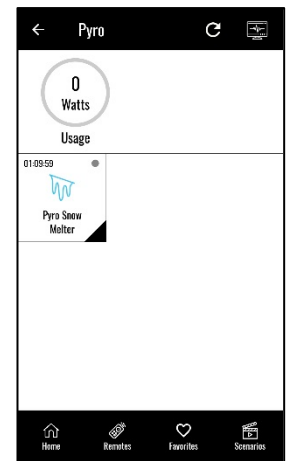 Pyro
0
Watts
Usage
01:09:59
Pyro Snow
Melter
Home
Remotes
Favorites
Scenarios